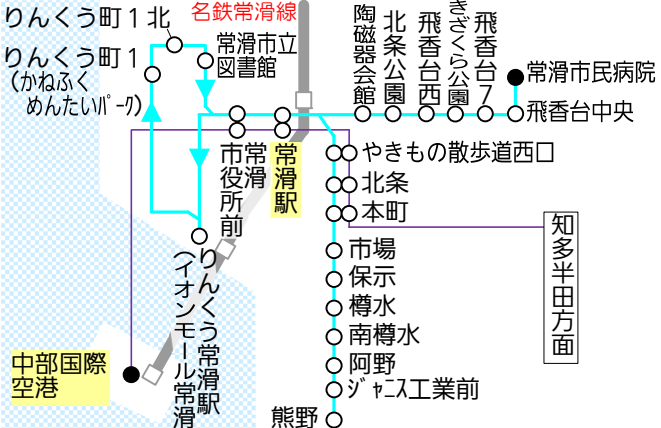 りんくう町1北
名鉄常滑線
りんくう町1
(かねふく
めんたいパーク)
常滑市立
図書館
陶磁器会館
北条公園
飛香台西
きざくら公園
飛香台7
常滑市民病院
飛香台中央
常滑
市役所前
常滑駅
やきもの散歩道西口
北条
本町
知多半田方面
市場
保示
樽水
南樽水
阿野
ジャニス工業前
熊野
りんくう常滑駅
(イオンモール常滑
中部国際
空港